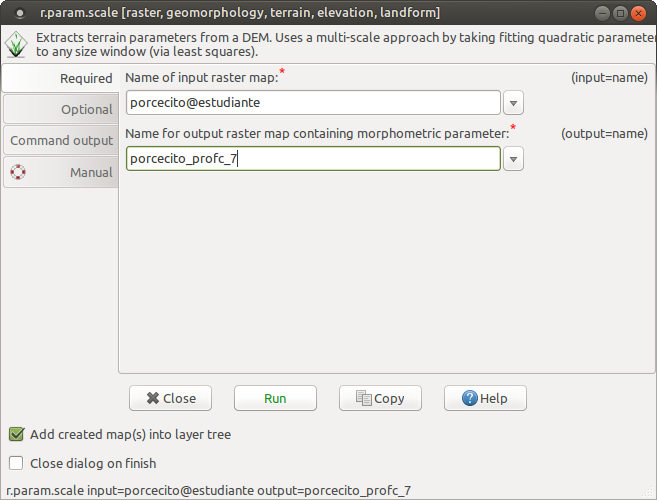 r.param.scale [raster, geomorphology, terrain, elevation, landform]
Extracts terrain parameters from a DEM. Uses a multi-scale approach by taking fitting quadratic parameter
to any size window (via least squares).
Required
Optional
Command output
Manual
Name of input raster map:* (input=name)
porcecito@estudiante
Name for output raster map containing morphometric parameter:* (output=name)
porcecito_profc_7
Close Run Copy Help
Add created map(s) into layer tree
Close dialog on finish
r.param.scale input=porcecito@estudiante output=porcecito_profc_7